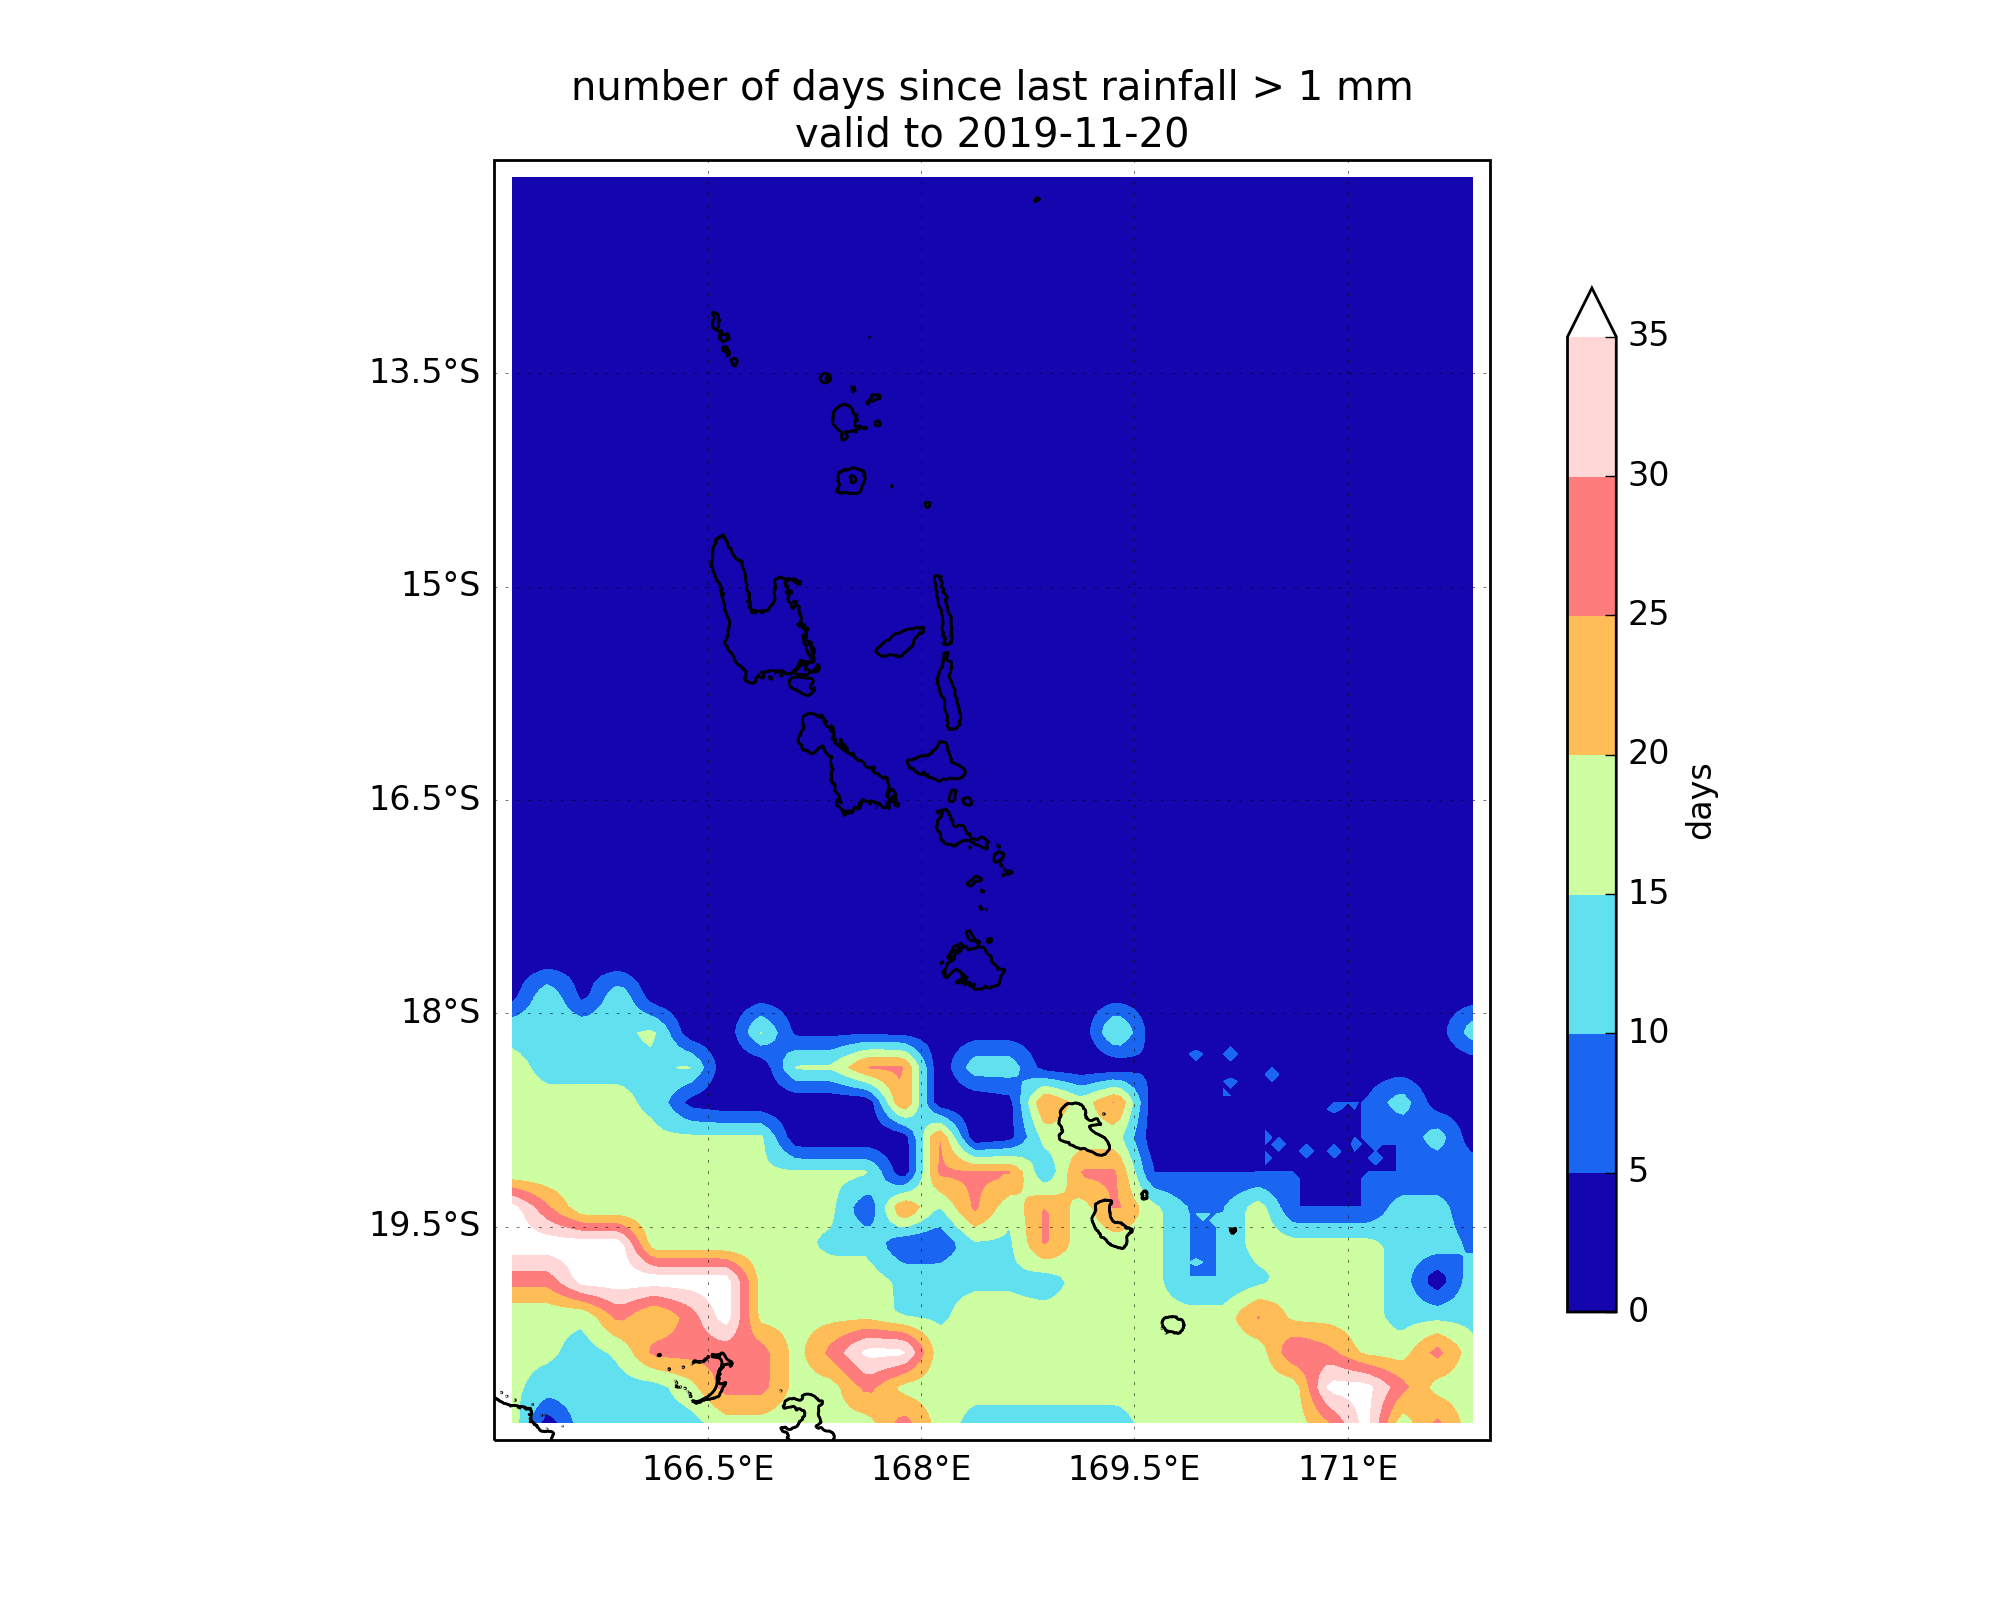 number of days since last rainfall > 1 mm
valid to 2019-11-20
13.5°S
15°S
16.5°S
18°S
19.5°S
166.5°E
168°E
169.5°E
171°E
35
30
25
20
15
10
5
0
days